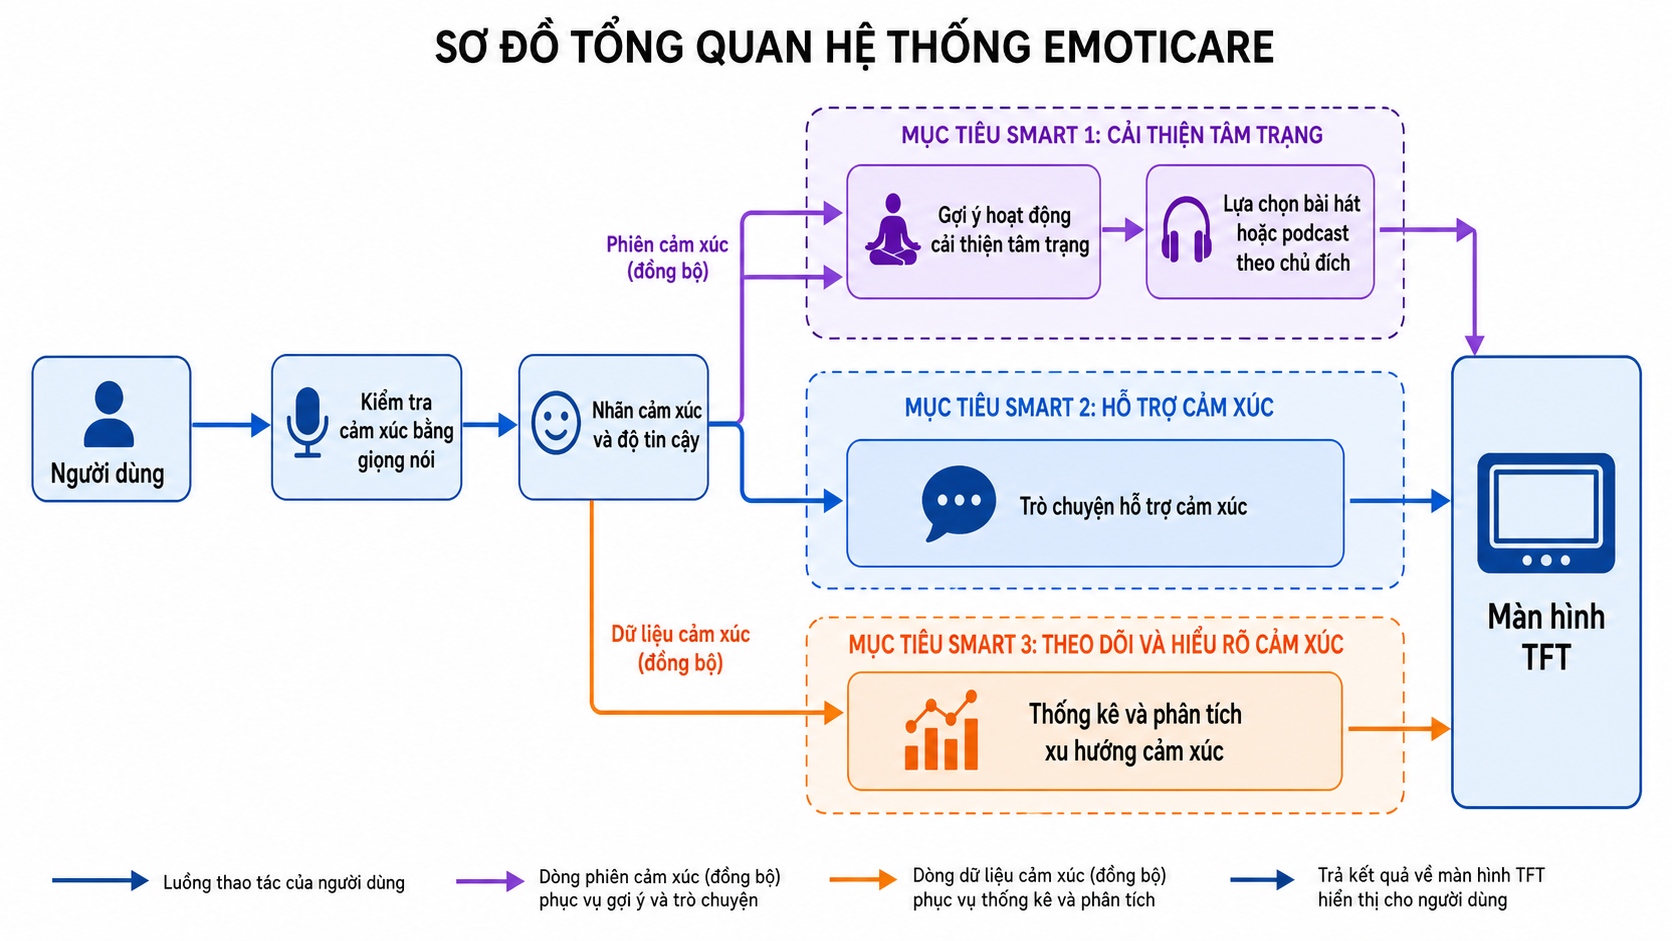 SƠ ĐỒ TỔNG QUAN HỆ THỐNG EMOTICARE
MỤC TIÊU SMART 1: CẢI THIỆN TÂM TRẠNG
Gợi ý hoạt động
cải thiện tâm trạng
Lựa chọn bài hát
hoặc podcast
theo chủ đích
Phiên cảm xúc
(đồng bộ)
Người dùng
Kiểm tra
cảm xúc bằng
giọng nói
Nhãn cảm xúc
và độ tin cậy
MỤC TIÊU SMART 2: HỖ TRỢ CẢM XÚC
Trò chuyện hỗ trợ cảm xúc
Màn hình
TFT
Dữ liệu cảm xúc
(đồng bộ)
MỤC TIÊU SMART 3: THEO DÕI VÀ HIỂU RÕ CẢM XÚC
Thống kê và phân tích
xu hướng cảm xúc
Luồng thao tác của người dùng
Dòng phiên cảm xúc (đồng bộ)
phục vụ gợi ý và trò chuyện
Dòng dữ liệu cảm xúc (đồng bộ)
phục vụ thống kê và phân tích
Trả kết quả về màn hình TFT
hiển thị cho người dùng